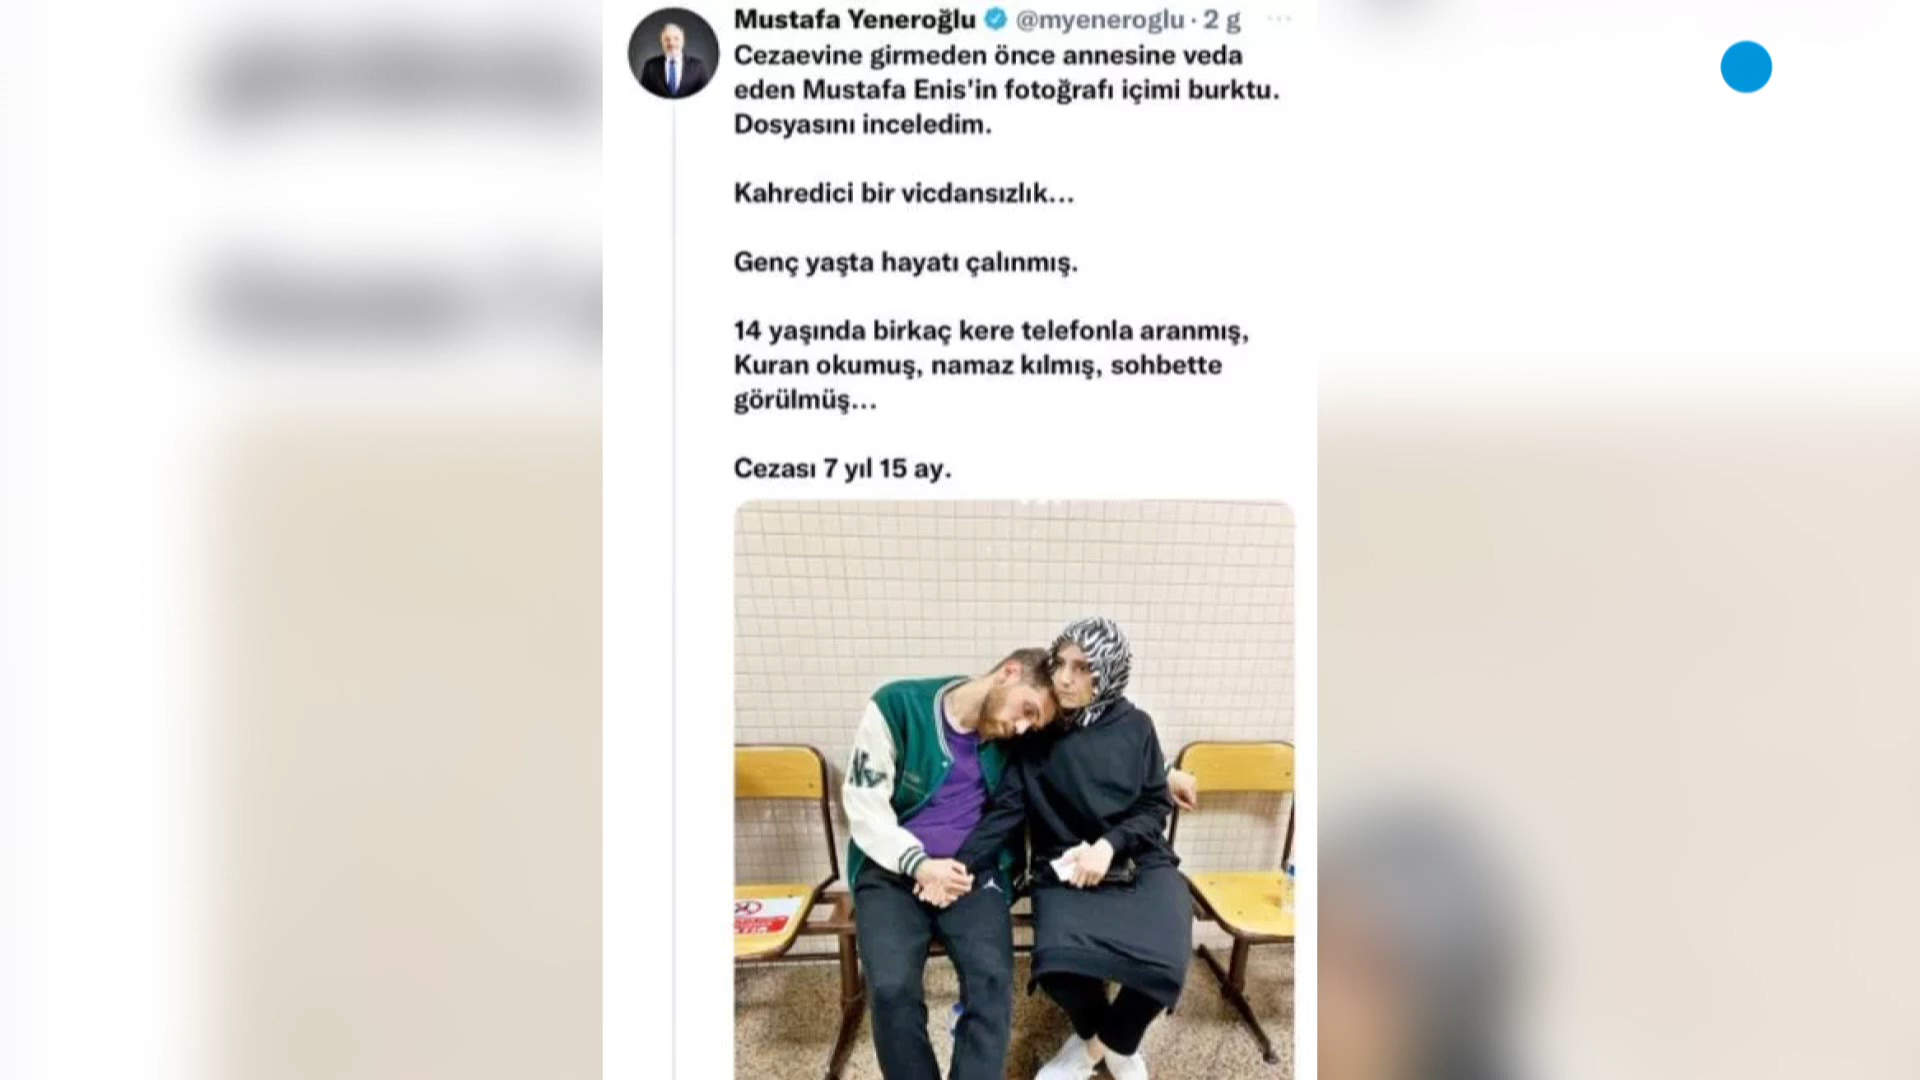 Mustafa Yeneroğlu @myeneroglu · 2 g
Cezaevine girmeden önce annesine veda
eden Mustafa Enis'in fotoğrafı içimi burktu.
Dosyasını inceledim.
Kahredici bir vicdansızlık...
Genç yaşta hayatı çalınmış.
14 yaşında birkaç kere telefonla aranmış,
Kuran okumuş, namaz kılmış, sohbette
görülmüş...
Cezası 7 yıl 15 ay.